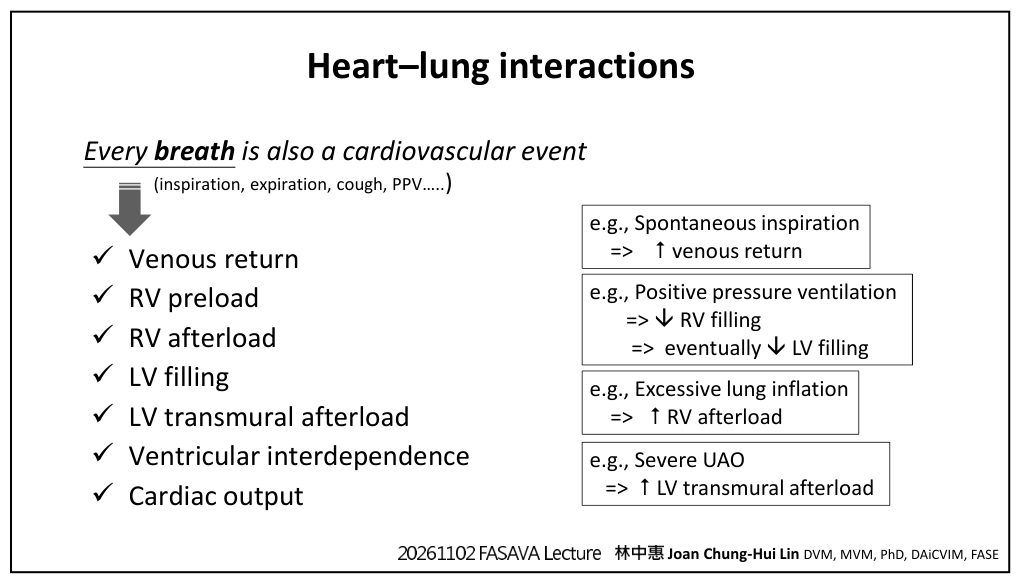 Heart–lung interactions
Every breath is also a cardiovascular event
(inspiration, expiration, cough, PPV…..)
✓ Venous return
✓ RV preload
✓ RV afterload
✓ LV filling
✓ LV transmural afterload
✓ Ventricular interdependence
✓ Cardiac output
e.g., Spontaneous inspiration
=> ↑ venous return
e.g., Positive pressure ventilation
=> ↓ RV filling
=> eventually ↓ LV filling
e.g., Excessive lung inflation
=> ↑ RV afterload
e.g., Severe UAO
=> ↑ LV transmural afterload
20261102 FASAVA Lecture 林中惠 Joan Chung-Hui Lin DVM, MVM, PhD, DAiCVIM, FASE